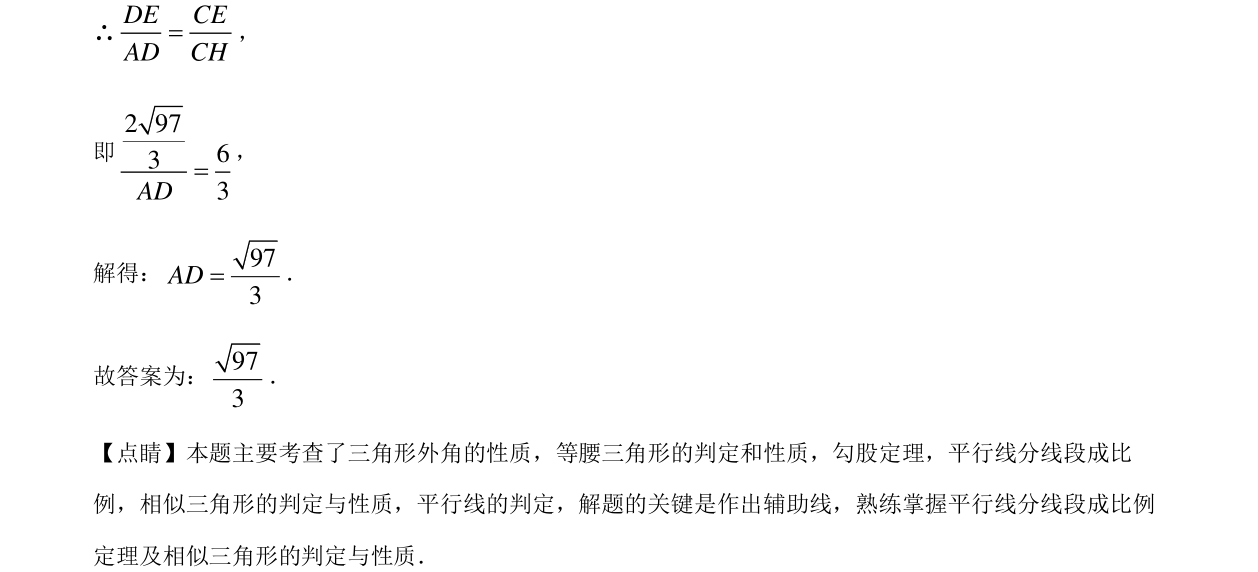 ∴ DE/AD = CE/CH，
即 (2√97/3)/AD = 6/3，
解得：AD = √97/3．
故答案为：√97/3．
【点睛】本题主要考查了三角形外角的性质，等腰三角形的判定和性质，勾股定理，平行线分线段成比
例，相似三角形的判定与性质，平行线的判定，解题的关键是作出辅助线，熟练掌握平行线分线段成比例
定理及相似三角形的判定与性质．